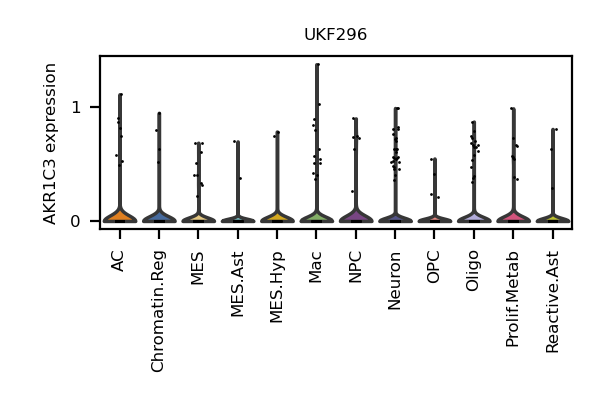 UKF296
AKR1C3 expression
1
0
AC
Chromatin.Reg
MES
MES.Ast
MES.Hyp
Mac
NPC
Neuron
OPC
Oligo
Prolif.Metab
Reactive.Ast